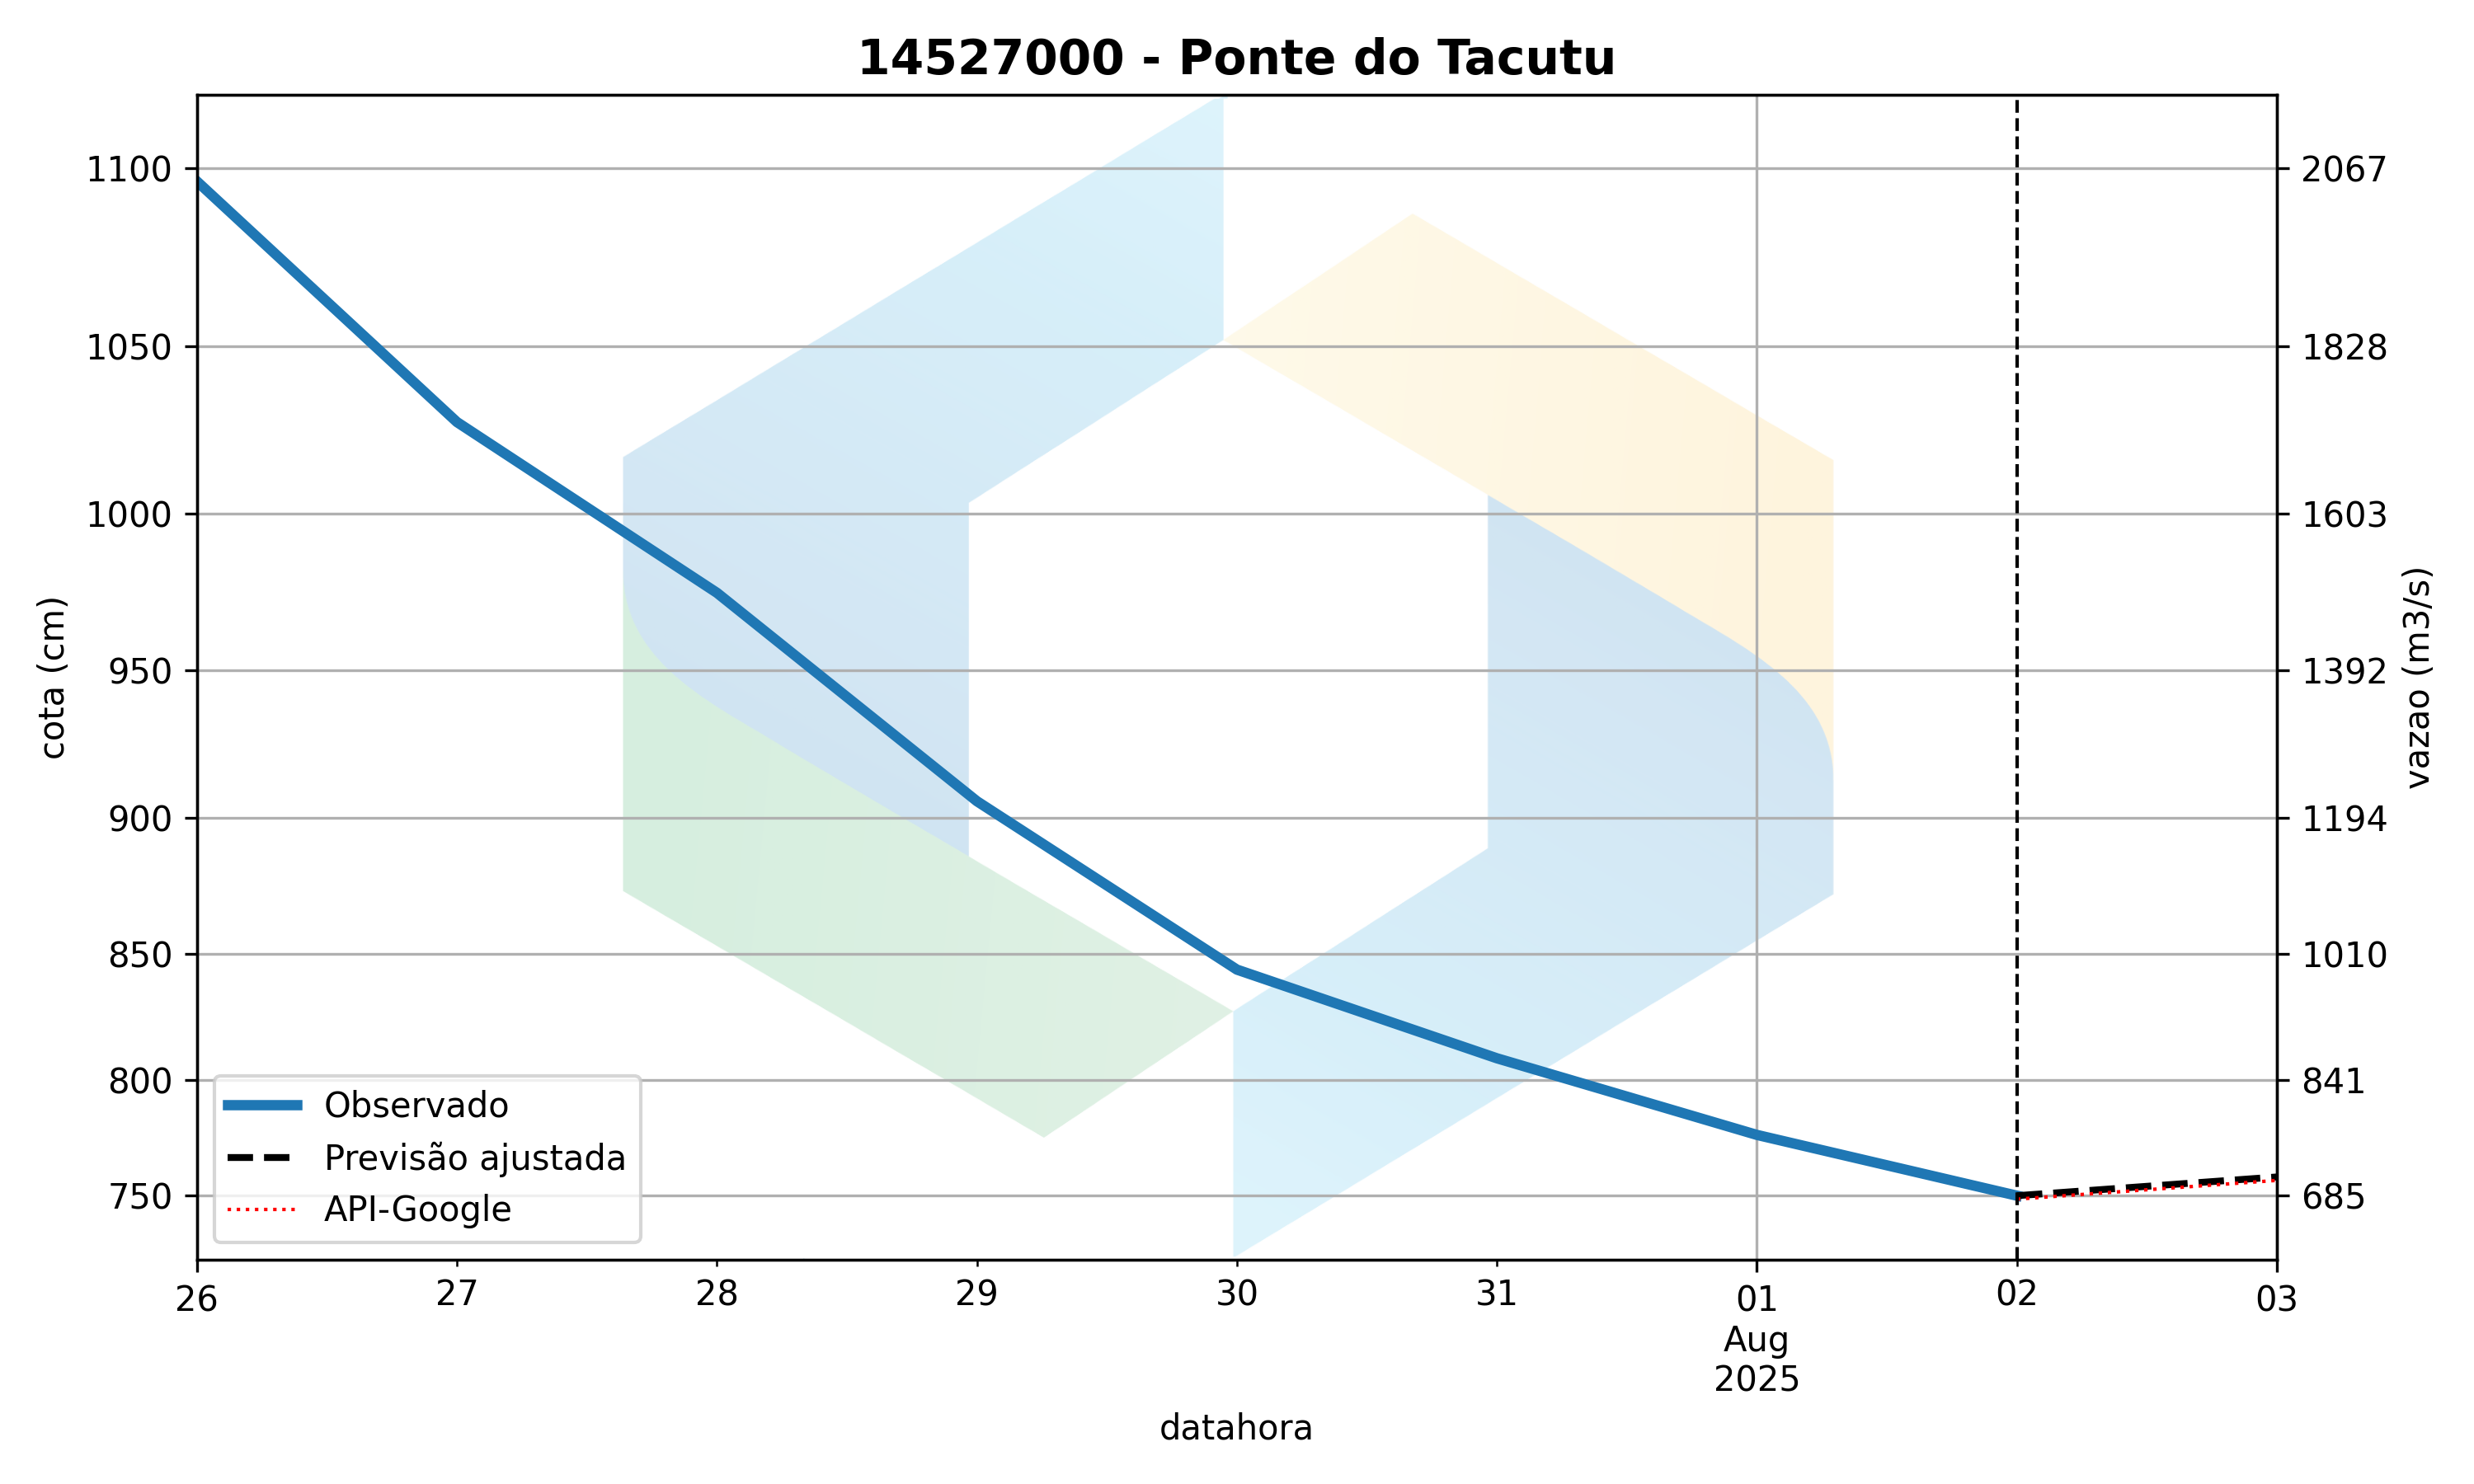 14527000 - Ponte do Tacutu
cota (cm)
1100
1050
1000
950
900
850
800
750
2067
1828
1603
1392
1194
1010
841
685
vazao (m3/s)
Observado
Previsão ajustada
API-Google
26 27 28 29 30 31 01 02 03
Aug
2025
datahora